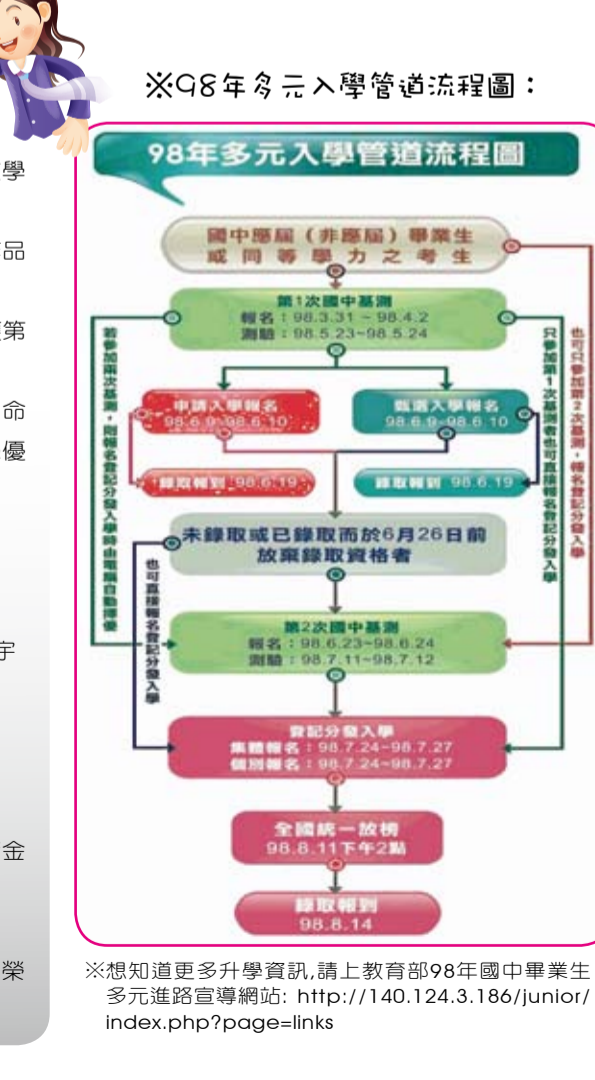 ※98年多元入學管道流程圖：
98年多元入學管道流程圖
國中應屆（非應屆）畢業生
或同等學力之考生
第1次國中基測
報名：98.3.31 ~ 98.4.2
測驗：98.5.23~98.5.24
申請入學報名
98.6.9~98.6.10
甄選入學報名
98.6.9~98.6.10
錄取報到 98.6.19
錄取報到 98.6.19
未錄取或已錄取而於6月26日前
放棄錄取資格者
第2次國中基測
報名：98.6.23~98.6.24
測驗：98.7.11~98.7.12
登記分發入學
集體報名：98.7.24~98.7.27
個別報名：98.7.24~98.7.27
全國統一放榜
98.8.11下午2點
錄取報到
98.8.14
若參加兩次基測，則報名登記分發入學時由電腦自動擇優
也可直接報名登記分發入學
只參加第1次基測者也可直接報名登記分發入學
也可只參加第2次基測，報名登記分發入學
※想知道更多升學資訊,請上教育部98年國中畢業生
多元進路宣導網站: http://140.124.3.186/junior/
index.php?page=links
學
品
第
命
優
宇
金
榮